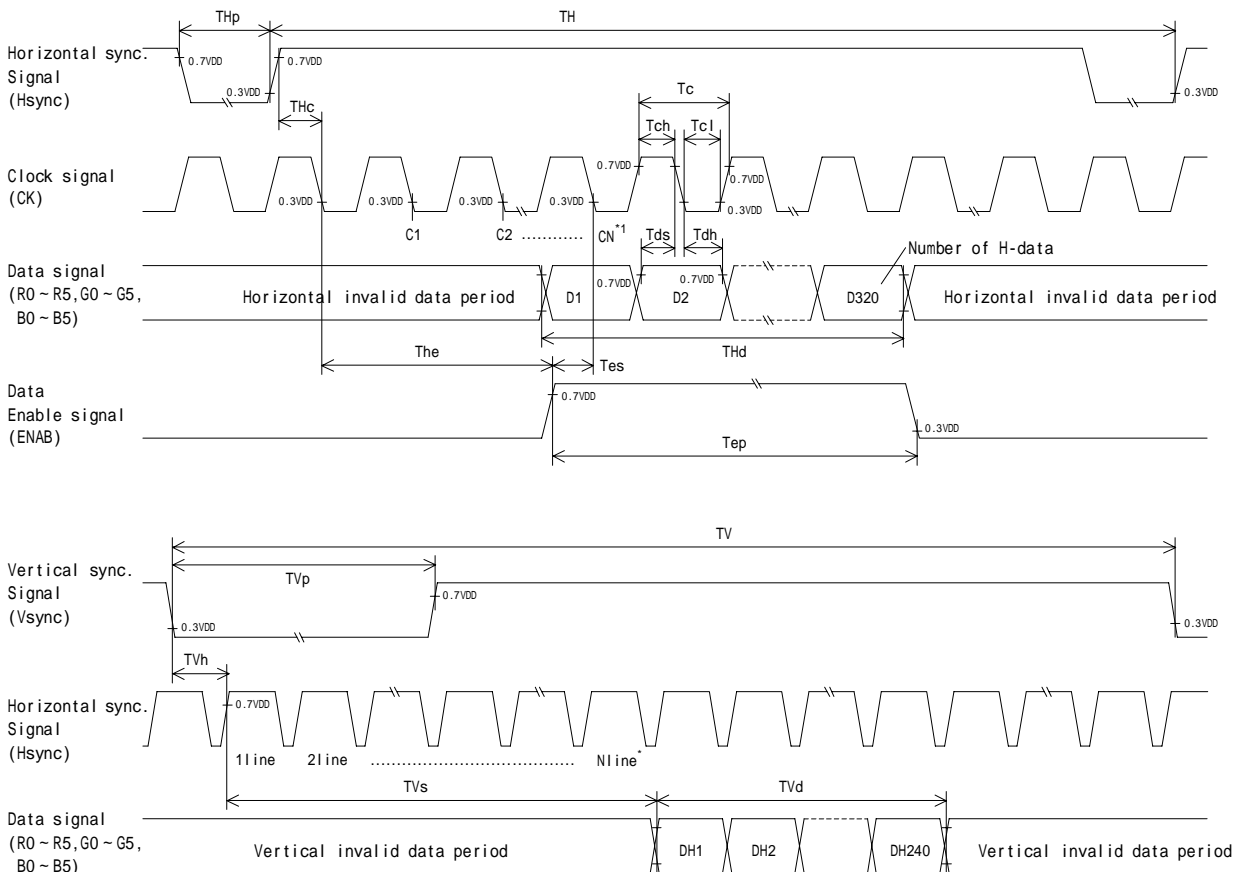 THp
TH
Horizontal sync.
Signal
(Hsync)
0.7VDD
0.3VDD
0.7VDD
0.3VDD
THc
Tc
Tch
Tcl
Clock signal
(CK)
0.3VDD
0.3VDD
0.3VDD
0.3VDD
0.7VDD
0.7VDD
0.3VDD
C1
C2
............
CN*1
Tds
Tdh
Number of H-data
Data signal
(R0~R5,G0~G5,
B0~B5)
Horizontal invalid data period
D1
0.7VDD
D2
0.7VDD
D320
Horizontal invalid data period
The
Tes
THd
Data
Enable signal
(ENAB)
0.7VDD
0.3VDD
Tep
TV
Vertical sync.
Signal
(Vsync)
TVp
0.7VDD
0.3VDD
0.3VDD
TVh
Horizontal sync.
Signal
(Hsync)
0.7VDD
1line
2line
....................................
Nline*
TVs
TVd
Data signal
(R0~R5,G0~G5,
B0~B5)
Vertical invalid data period
DH1
DH2
DH240
Vertical invalid data period